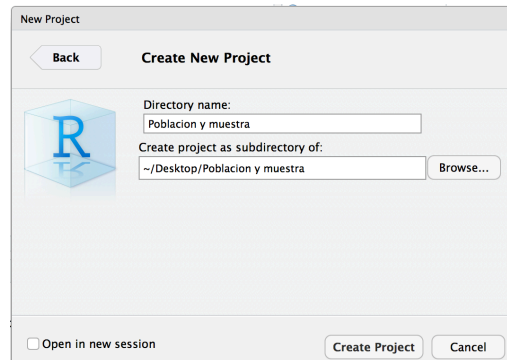 New Project
Back
Create New Project
R
Directory name:
Poblacion y muestra
Create project as subdirectory of:
~/Desktop/Poblacion y muestra
Browse...
Open in new session
Create Project
Cancel